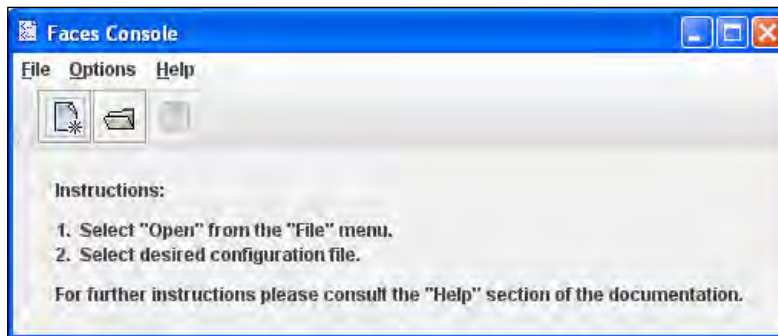 Faces Console
File Options Help
Instructions:
1. Select "Open" from the "File" menu.
2. Select desired configuration file.
For further instructions please consult the "Help" section of the documentation.